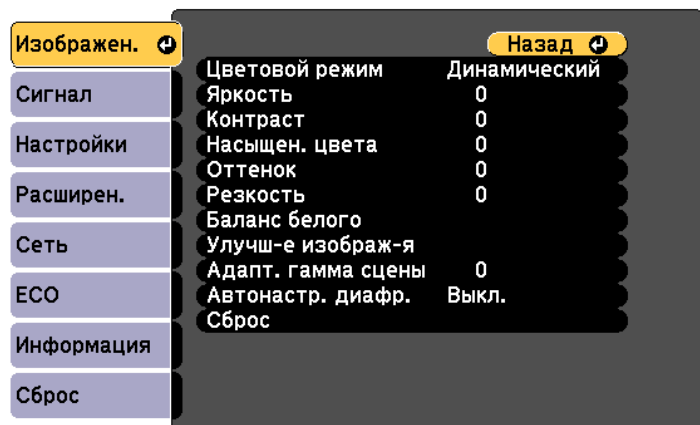 Изображен.
Назад
Цветовой режим Динамический
Сигнал
Яркость 0
Контраст 0
Настройки
Насыщен. цвета 0
Оттенок 0
Расширен.
Резкость 0
Баланс белого
Сеть
Улучш-е изображ-я
Адапт. гамма сцены 0
ECO
Автонастр. диафр. Выкл.
Сброс
Информация
Сброс